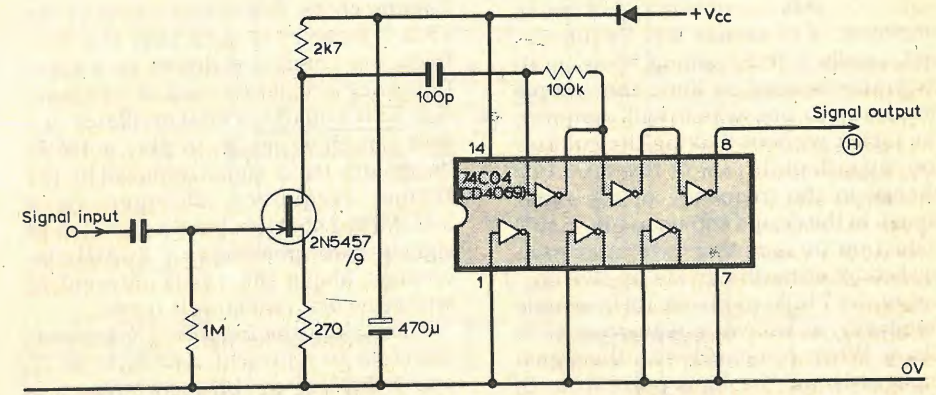 +Vcc
2k7
100p
100k
Signal output
H
14
8
74C04
CD4069
Signal input
2N5457
/9
1
7
1M
270
470μ
0V